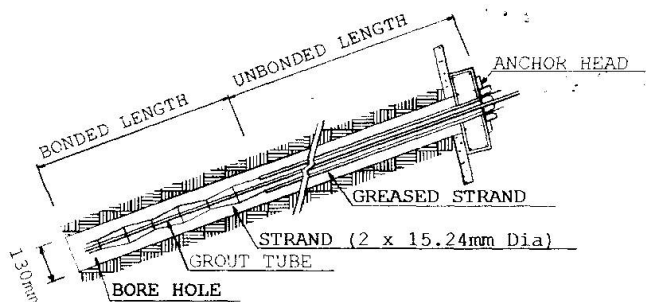 UNBONDED LENGTH
ANCHOR HEAD
BONDED LENGTH
GREASED STRAND
STRAND (2 x 15.24mm Dia)
GROUT TUBE
130mm
BORE HOLE